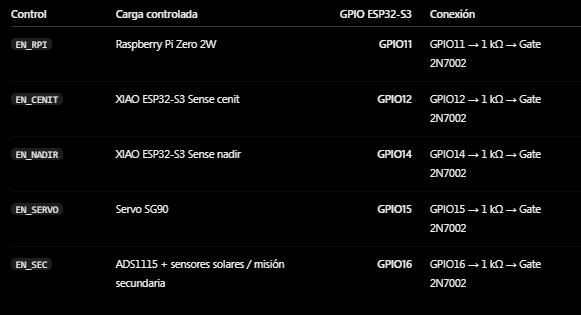 Control Carga controlada GPIO ESP32-S3 Conexión
EN_RPI Raspberry Pi Zero 2W GPIO11 GPIO11 → 1 kΩ → Gate
2N7002
EN_CENIT XIAO ESP32-S3 Sense cenit GPIO12 GPIO12 → 1 kΩ → Gate
2N7002
EN_NADIR XIAO ESP32-S3 Sense nadir GPIO14 GPIO14 → 1 kΩ → Gate
2N7002
EN_SERVO Servo SG90 GPIO15 GPIO15 → 1 kΩ → Gate
2N7002
EN_SEC ADS1115 + sensores solares / misión GPIO16 GPIO16 → 1 kΩ → Gate
secundaria 2N7002